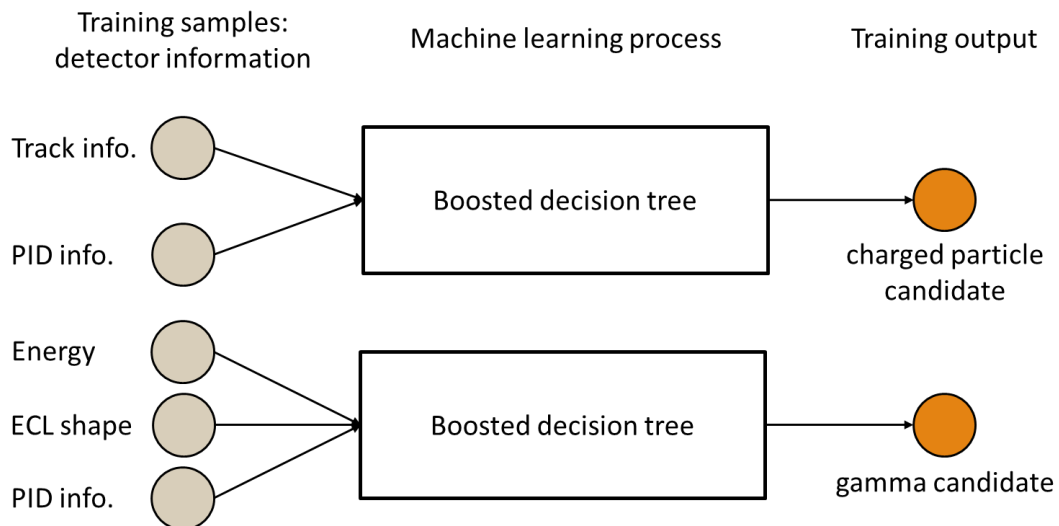 Training samples:
detector information
Machine learning process
Training output
Track info.
PID info.
Boosted decision tree
charged particle
candidate
Energy
ECL shape
PID info.
Boosted decision tree
gamma candidate